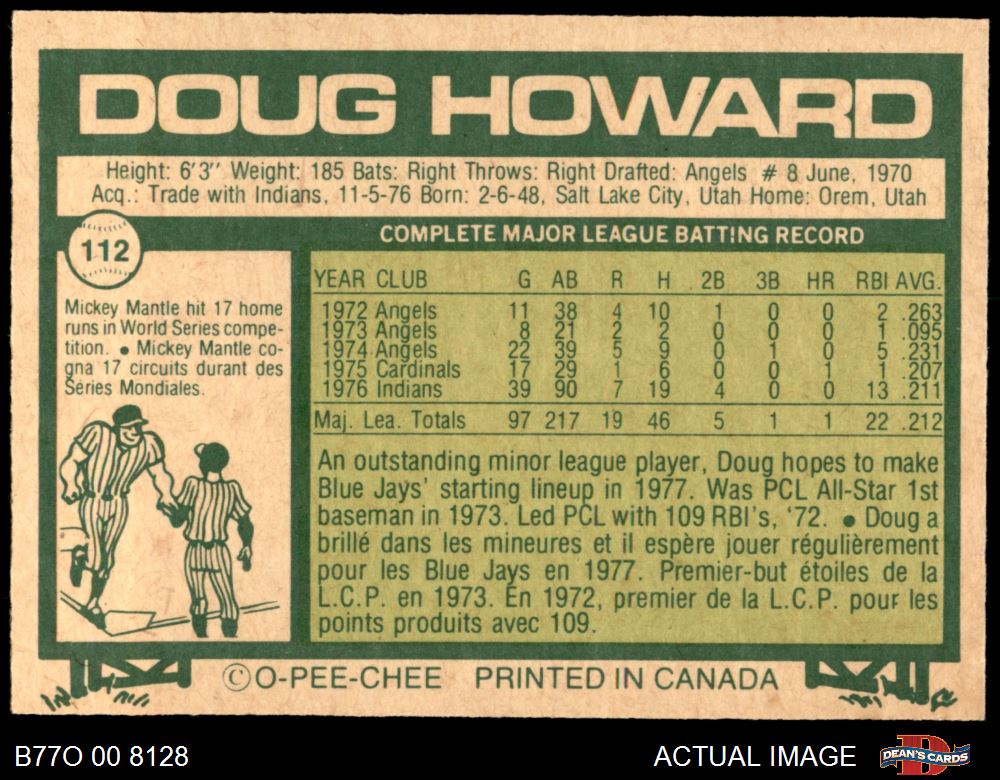 DOUG HOWARD
Height: 6'3" Weight: 185 Bats: Right Throws: Right Drafted: Angels # 8 June, 1970
Acq.: Trade with Indians, 11-5-76 Born: 2-6-48, Salt Lake City, Utah Home: Orem, Utah
112
COMPLETE MAJOR LEAGUE BATTING RECORD
Mickey Mantle hit 17 home
runs in World Series compe-
tition. ● Mickey Mantle co-
gna 17 circuits durant des
Séries Mondiales.
YEAR CLUB G AB R H 2B 3B HR RBI AVG.
1972 Angels 11 38 4 10 1 0 0 2 .263
1973 Angels 8 21 2 2 0 0 0 1 .095
1974 Angels 22 39 5 9 0 1 0 5 .231
1975 Cardinals 17 29 1 6 0 0 1 1 .207
1976 Indians 39 90 7 19 4 0 0 13 .211
Maj. Lea. Totals 97 217 19 46 5 1 1 22 .212
An outstanding minor league player, Doug hopes to make
Blue Jays' starting lineup in 1977. Was PCL All-Star 1st
baseman in 1973. Led PCL with 109 RBI's, '72. ● Doug a
brillé dans les mineures et il espère jouer régulièrement
pour les Blue Jays en 1977. Premier-but étoiles de la
L.C.P. en 1973. En 1972, premier de la L.C.P. pour les
points produits avec 109.
©O-PEE-CHEE PRINTED IN CANADA
B77O 00 8128
ACTUAL IMAGE
DEAN'S CARDS